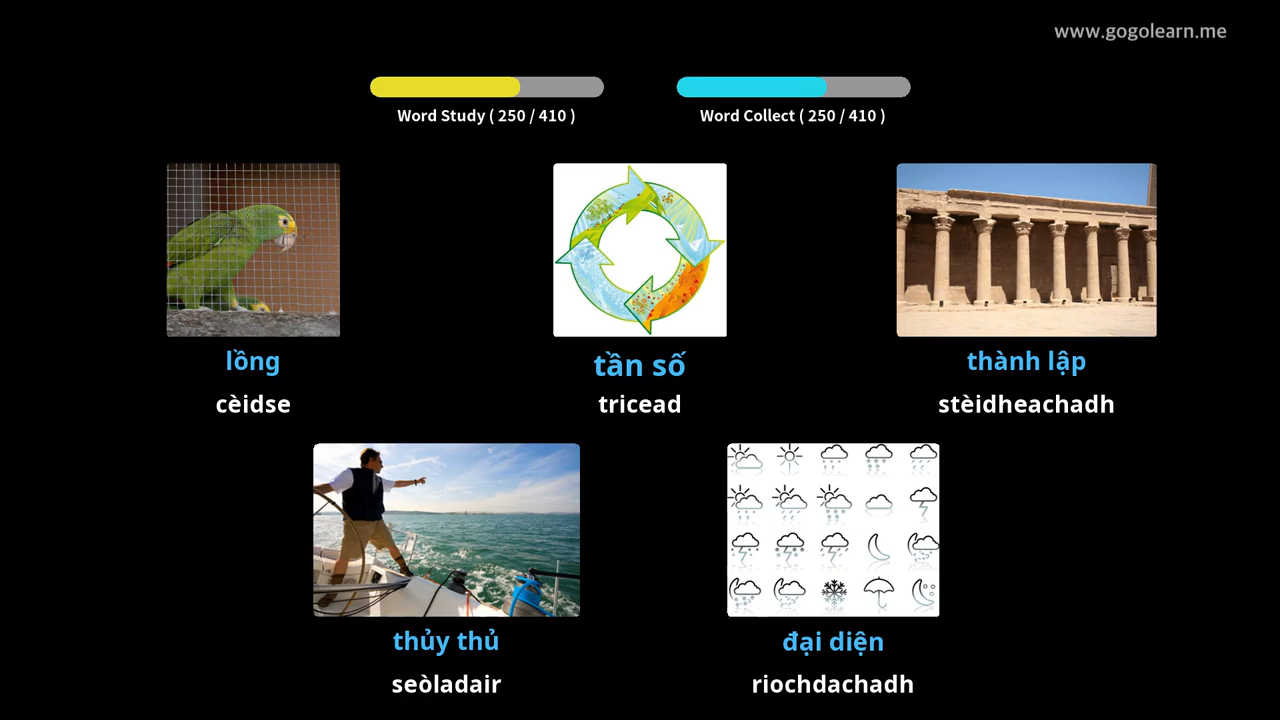 www.gogolearn.me
Word Study ( 250 / 410 )
Word Collect ( 250 / 410 )
lồng
tần số
thành lập
cèidse
tricead
stèidheachadh
thủy thủ
đại diện
seòladair
riochdachadh